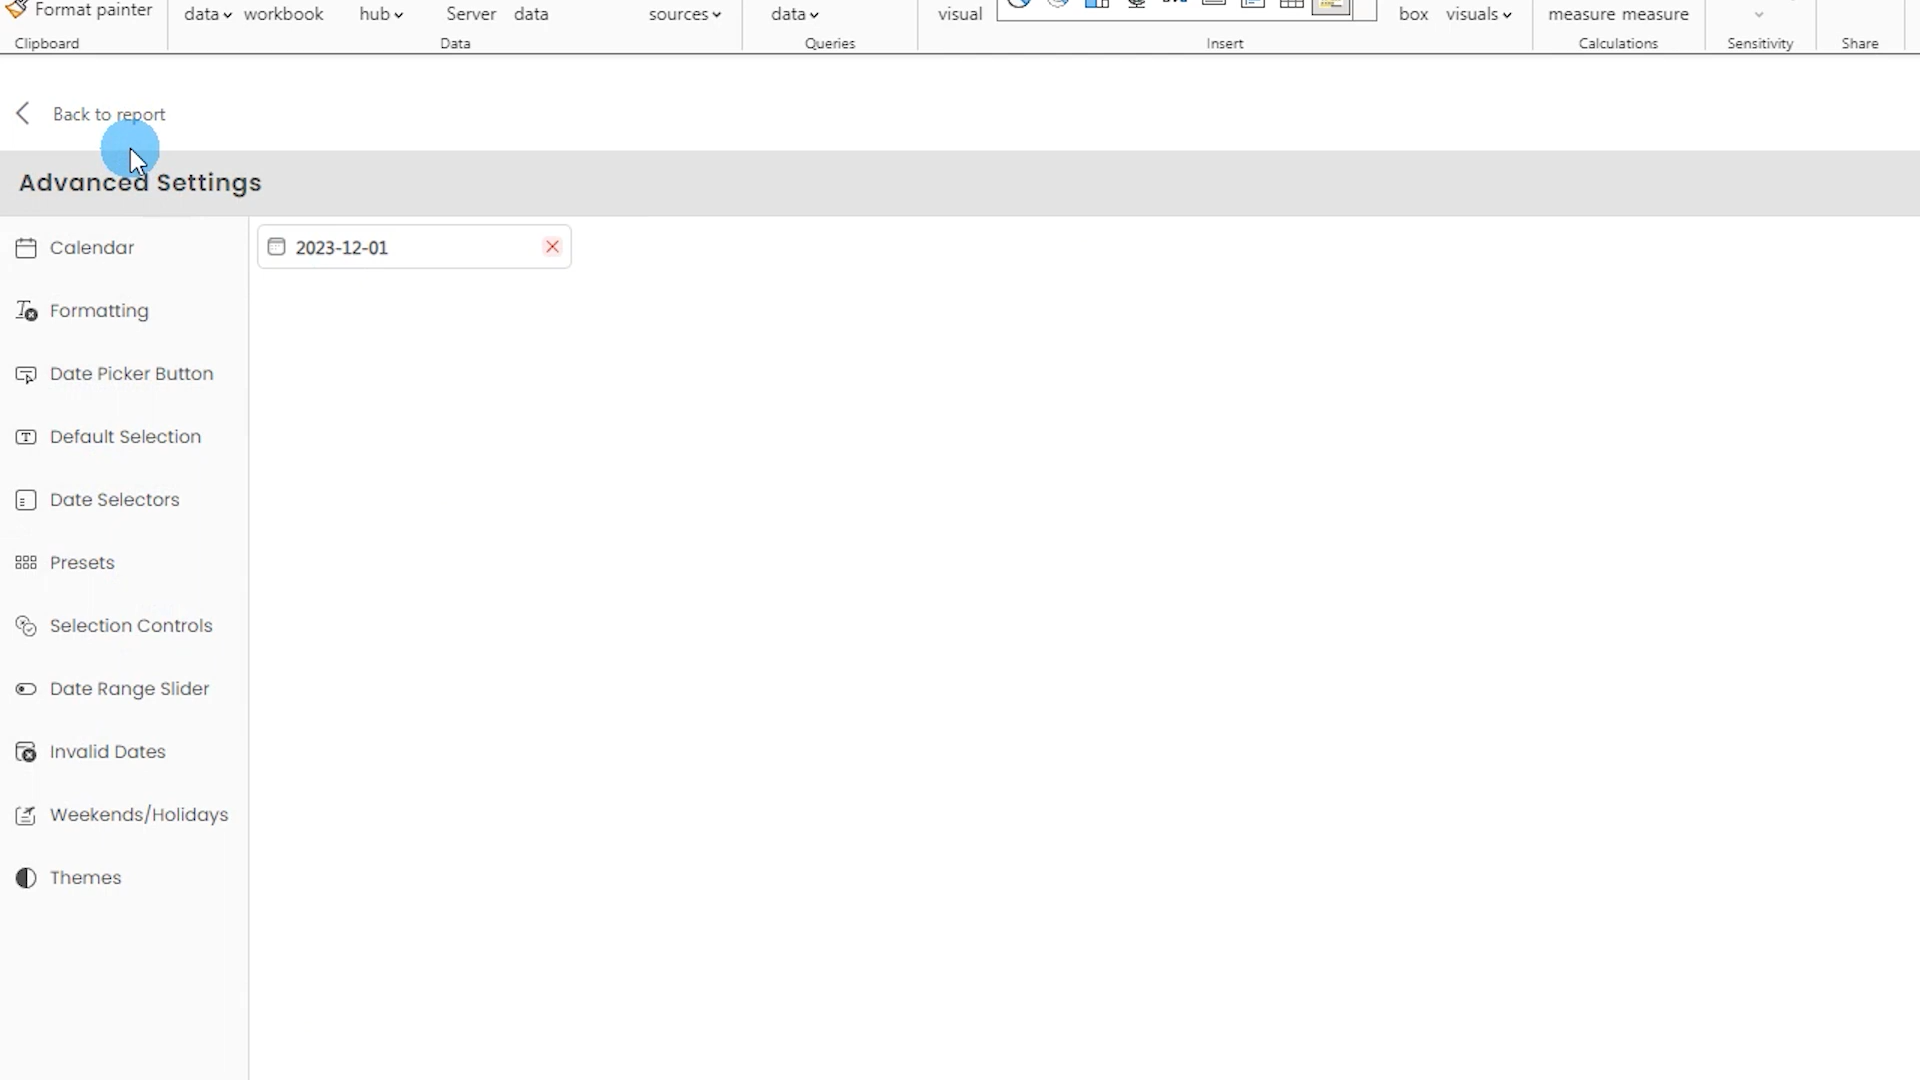 Format painter
data workbook hub Server data sources data visual box visuals measure measure
Clipboard Data Queries Insert Calculations Sensitivity Share
Back to report
Advanced Settings
Calendar
2023-12-01
Formatting
Date Picker Button
Default Selection
Date Selectors
Presets
Selection Controls
Date Range Slider
Invalid Dates
Weekends/Holidays
Themes